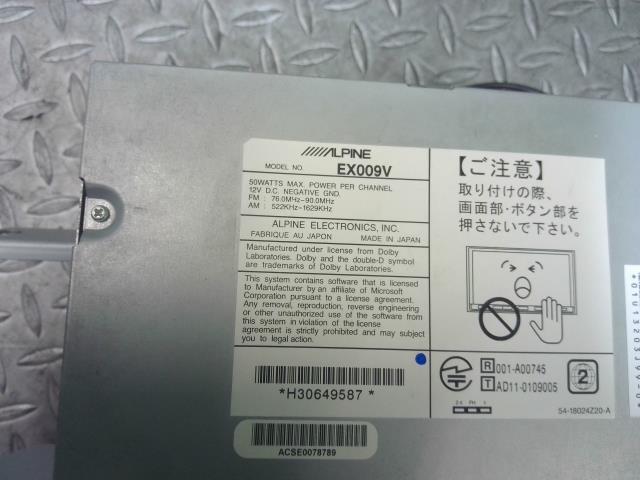 ALPINE
MODEL NO. EX009V
50WATTS MAX. POWER PER CHANNEL
12V D.C. NEGATIVE GND.
FM : 76.0MHz~90.0MHz
AM : 522KHz~1629KHz
ALPINE ELECTRONICS, INC.
FABRIQUE AU JAPON MADE IN JAPAN
Manufactured under license from Dolby
Laboratories. Dolby and the double-D symbol
are trademarks of Dolby Laboratories.
This system contains software that is licensed
to Manufacturer by an affiliate of Microsoft
Corporation pursuant to a license agreement.
Any removal, reproduction, reverse engineering
or other unauthorized use of the software from
this system in violation of the license
agreement is strictly prohibited and may subject
you to legal action.
*H30649587*
ACSE0078789
【ご注意】
取り付けの際、
画面部・ボタン部を
押さないで下さい。
R 001-A00745
T AD11-0109005
2
54-18024Z20-A